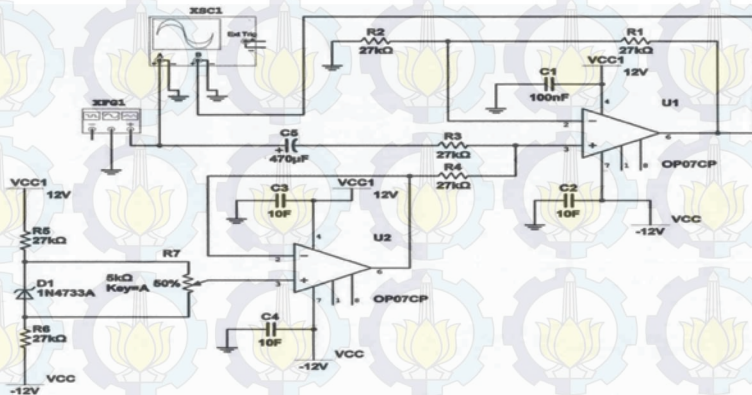 XSC1
Ext Trig
A
B
XFG1
R2
27kΩ
R1
27kΩ
VCC1
12V
C1
100nF
U1
4
2
3
6
7
1
8
OP07CP
C5
470µF
R3
27kΩ
R4
27kΩ
C2
10F
VCC
-12V
VCC1
12V
C3
10F
VCC1
12V
U2
4
2
3
6
7
1
8
OP07CP
R5
27kΩ
R7
5kΩ
Key=A
50%
D1
1N4733A
R6
27kΩ
C4
10F
VCC
-12V
VCC
-12V